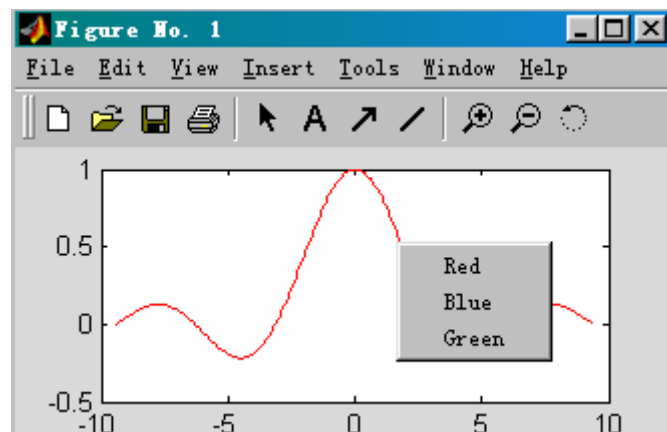 Figure No. 1
File Edit View Insert Tools Window Help
A
1
0.5
0
-0.5
-10 -5 0 5 10
Red
Blue
Green